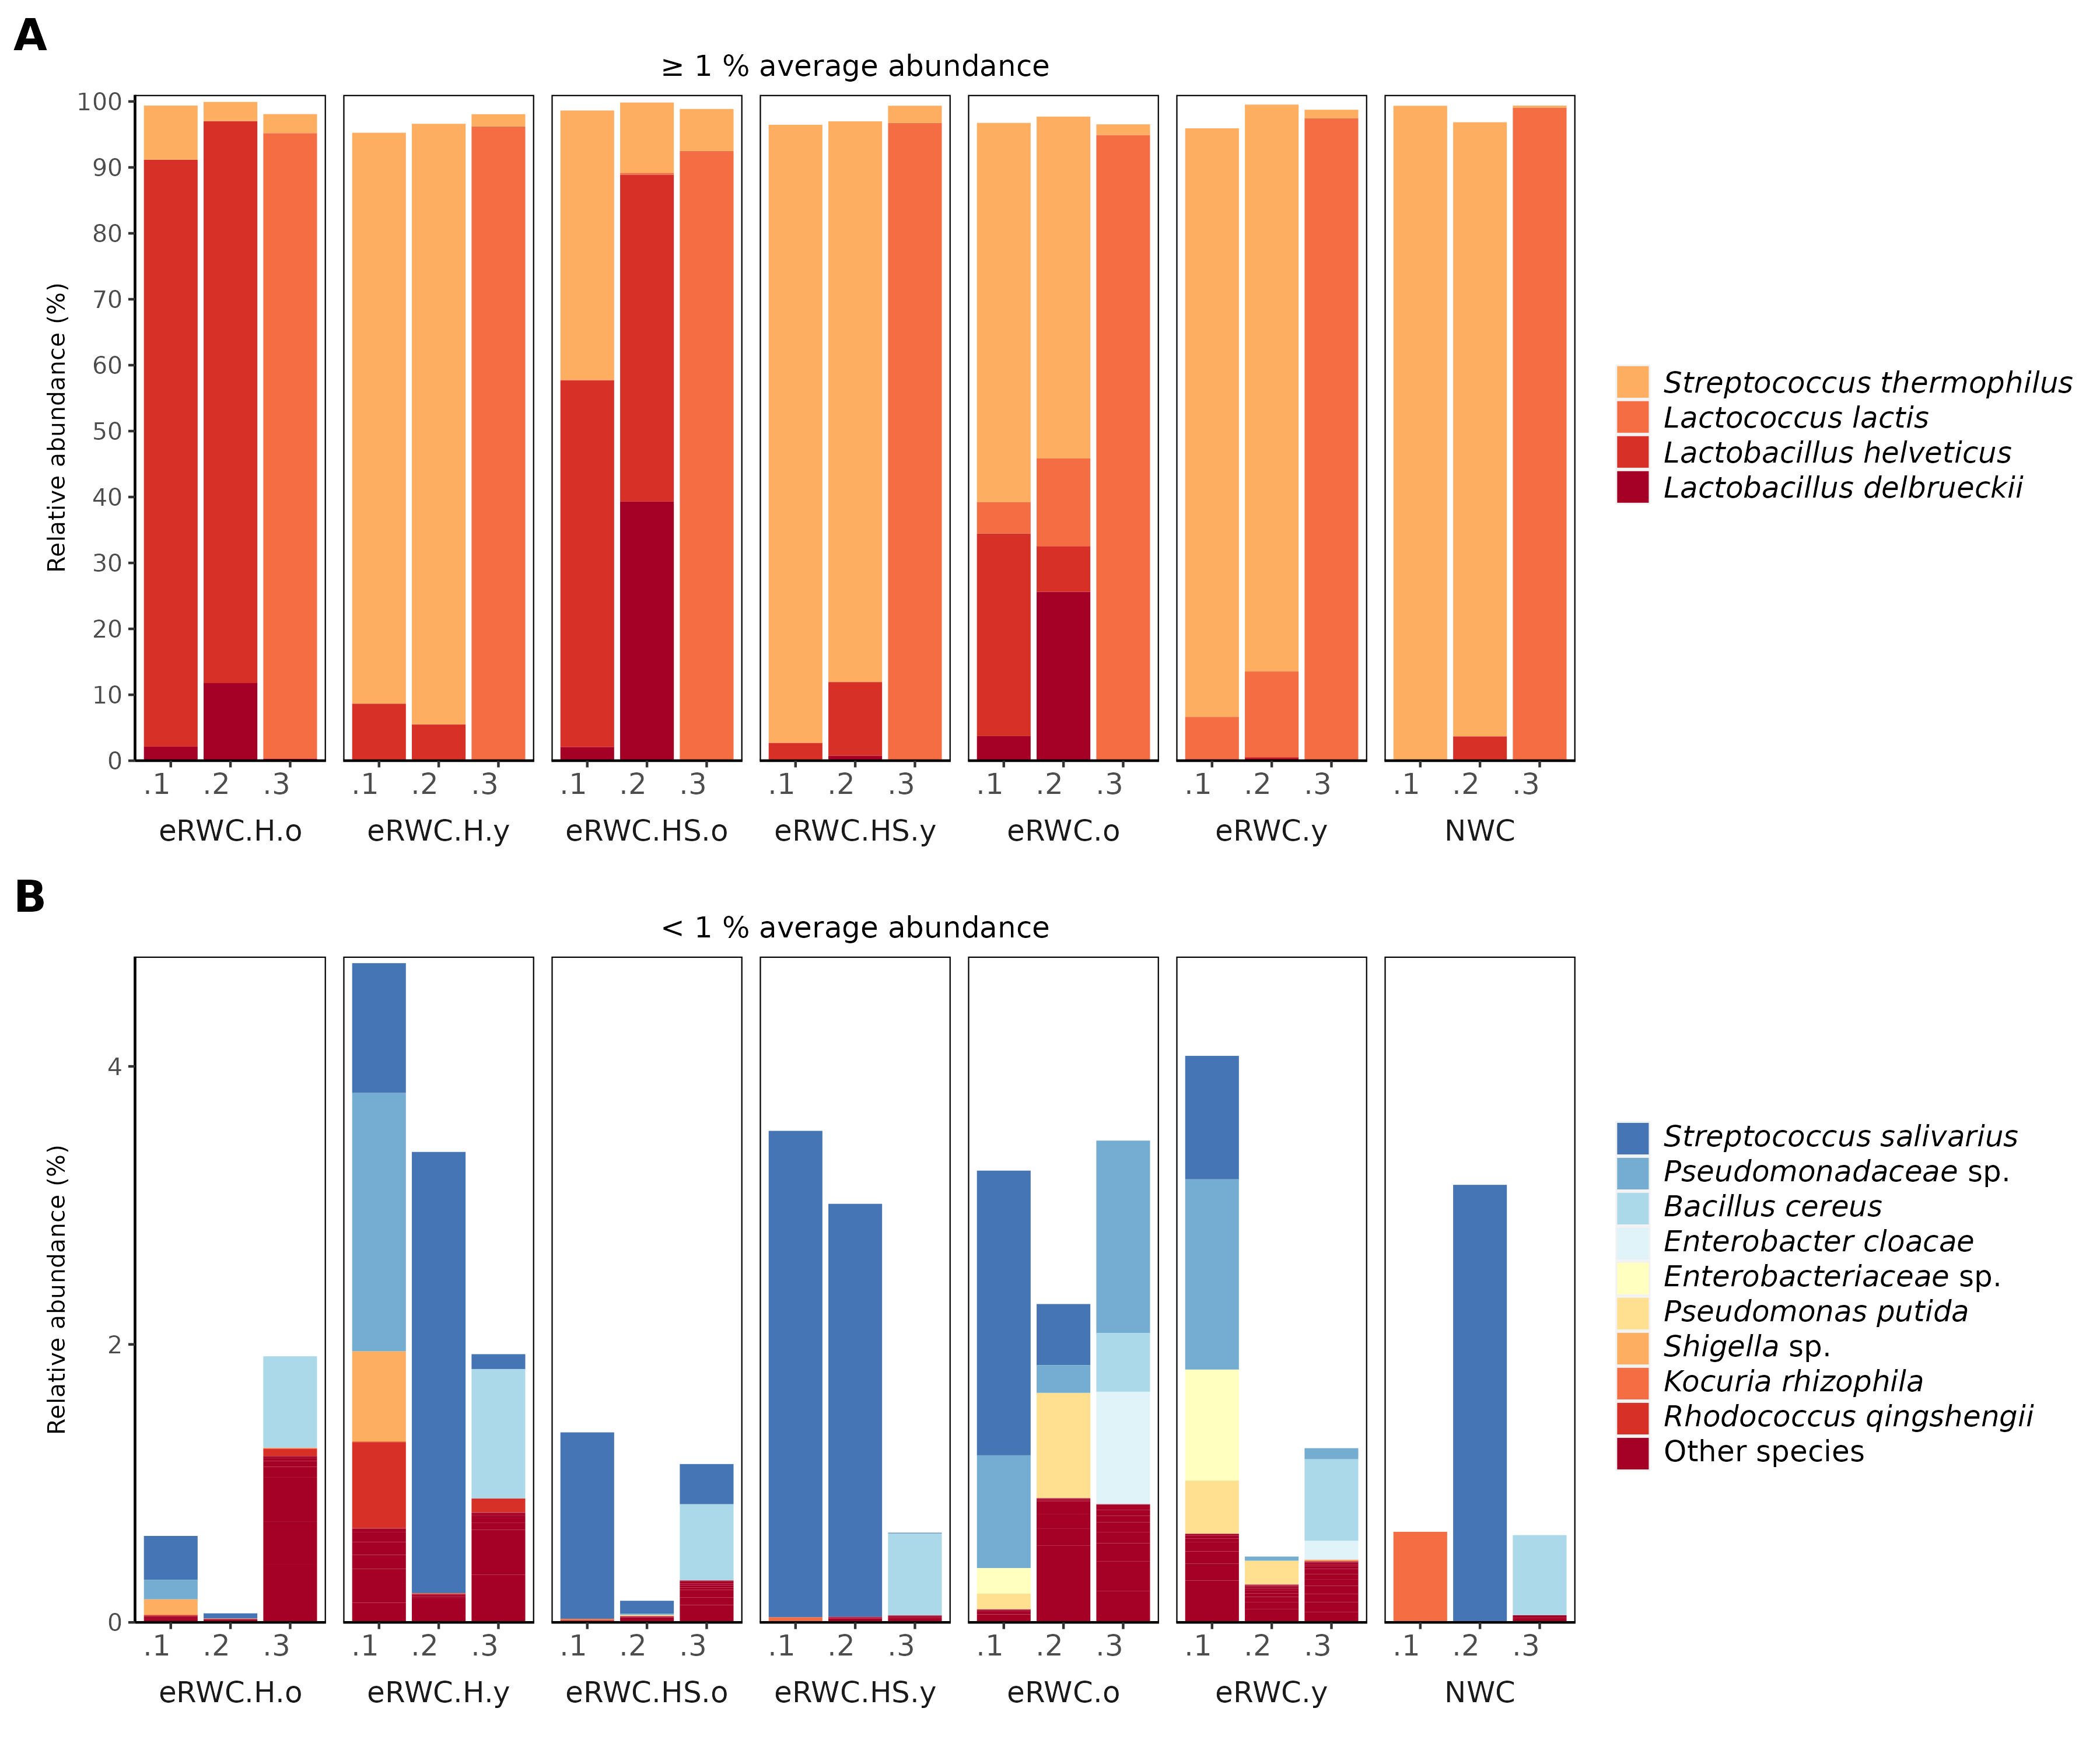 A
≥ 1 % average abundance
Relative abundance (%)
100
90
80
70
60
50
40
30
20
10
0
.1 .2 .3 .1 .2 .3 .1 .2 .3 .1 .2 .3 .1 .2 .3 .1 .2 .3 .1 .2 .3
eRWC.H.o eRWC.H.y eRWC.HS.o eRWC.HS.y eRWC.o eRWC.y NWC
Streptococcus thermophilus
Lactococcus lactis
Lactobacillus helveticus
Lactobacillus delbrueckii
B
< 1 % average abundance
Relative abundance (%)
4
2
0
.1 .2 .3 .1 .2 .3 .1 .2 .3 .1 .2 .3 .1 .2 .3 .1 .2 .3 .1 .2 .3
eRWC.H.o eRWC.H.y eRWC.HS.o eRWC.HS.y eRWC.o eRWC.y NWC
Streptococcus salivarius
Pseudomonadaceae sp.
Bacillus cereus
Enterobacter cloacae
Enterobacteriaceae sp.
Pseudomonas putida
Shigella sp.
Kocuria rhizophila
Rhodococcus qingshengii
Other species